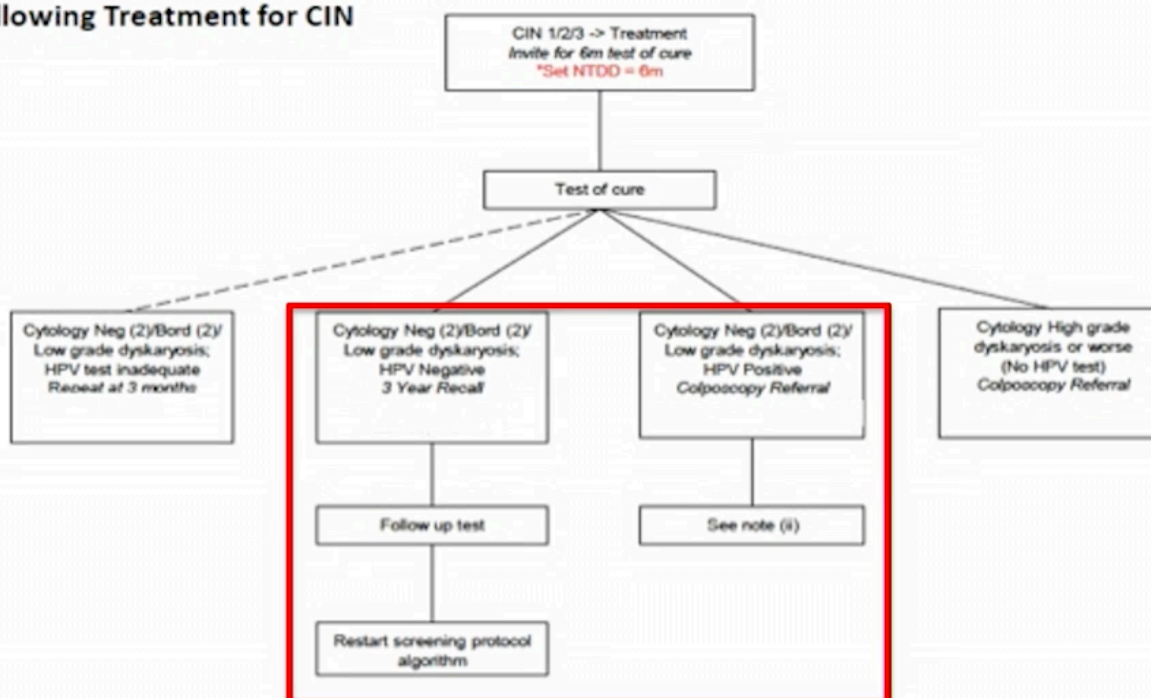 llowing Treatment for CIN
CIN 1/2/3 -> Treatment
Invite for 6m test of cure
*Set NTDD = 6m
Test of cure
Cytology Neg (2)/Bord (2)/
Low grade dyskaryosis;
HPV test inadequate
Repeat at 3 months
Cytology Neg (2)/Bord (2)/
Low grade dyskaryosis;
HPV Negative
3 Year Recall
Cytology Neg (2)/Bord (2)/
Low grade dyskaryosis;
HPV Positive
Colposcopy Referral
Cytology High grade
dyskaryosis or worse
(No HPV test)
Colposcopy Referral
Follow up test
See note (ii)
Restart screening protocol
algorithm